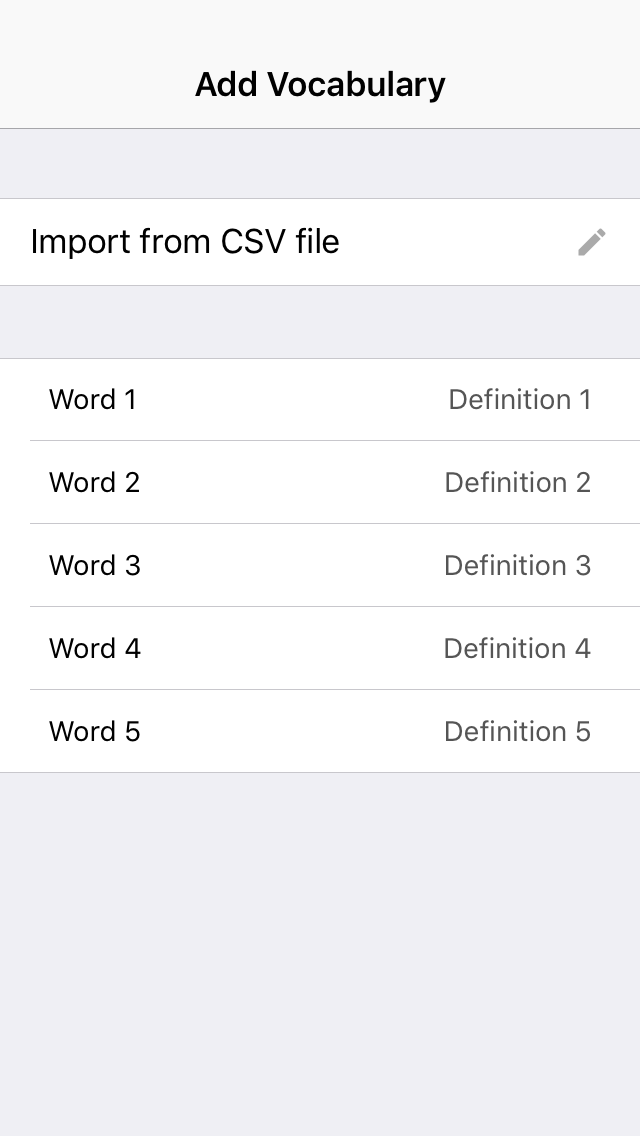 Add Vocabulary
Import from CSV file
Word 1 Definition 1
Word 2 Definition 2
Word 3 Definition 3
Word 4 Definition 4
Word 5 Definition 5